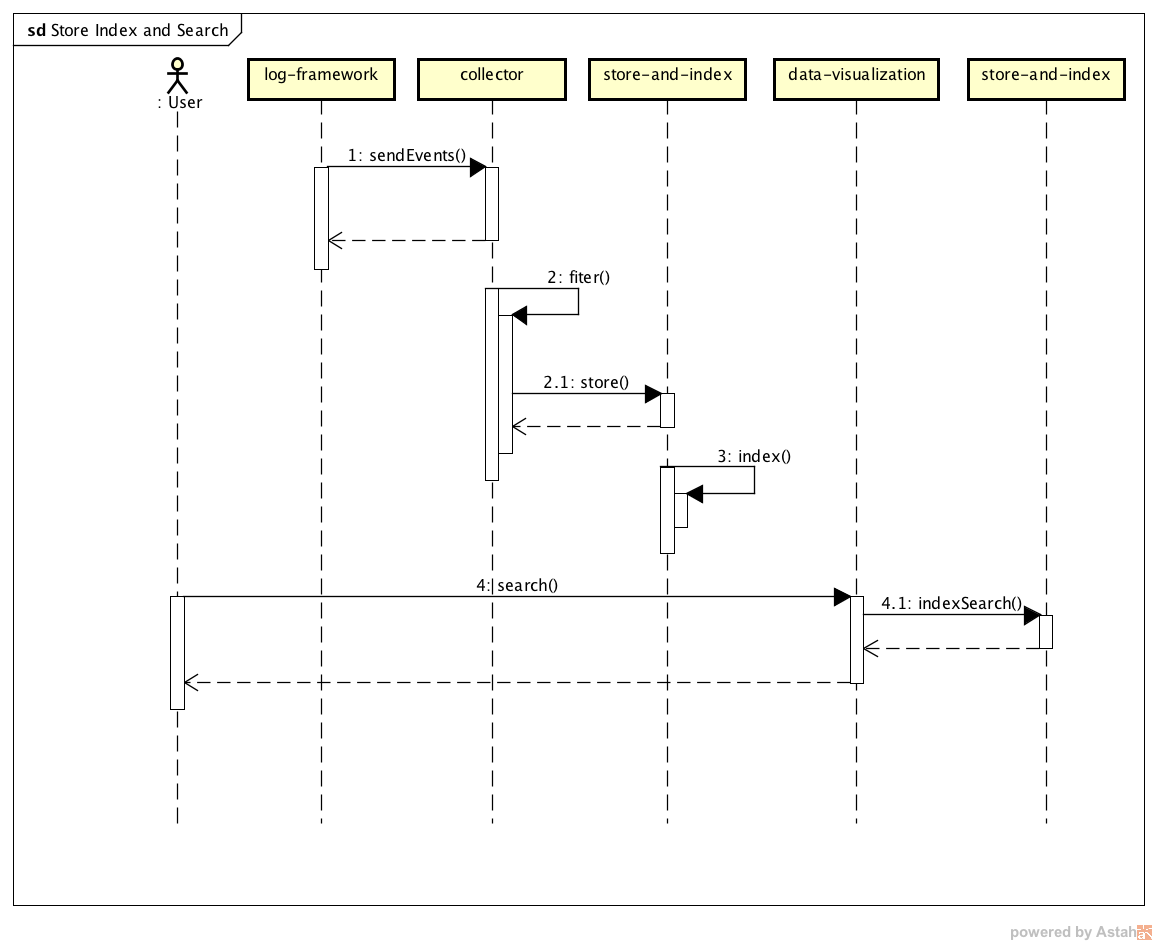 sd Store Index and Search
: User
log-framework
collector
store-and-index
data-visualization
store-and-index
1: sendEvents()
2: fiter()
2.1: store()
3: index()
4: search()
4.1: indexSearch()
powered by Astah